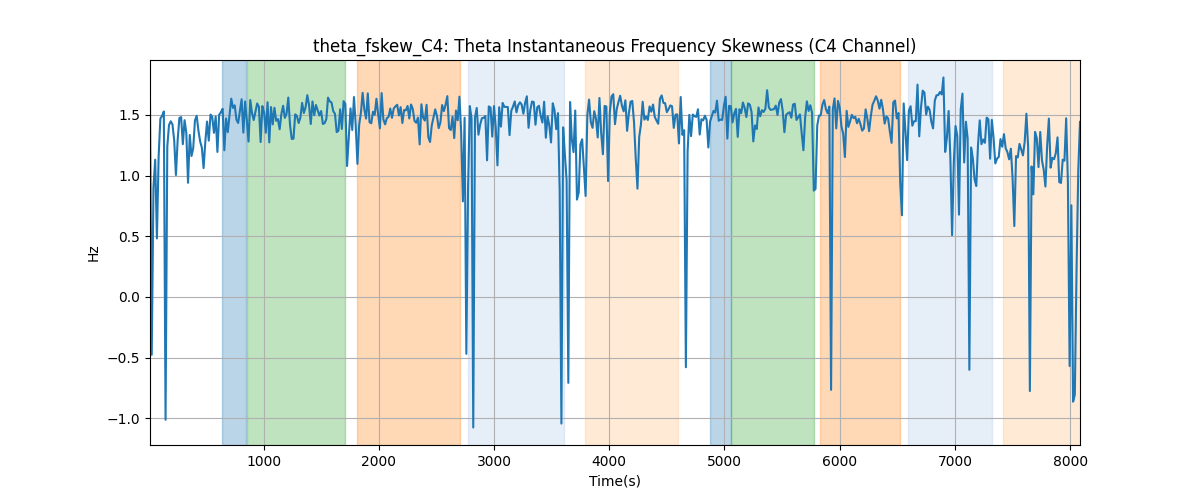 theta_fskew_C4: Theta Instantaneous Frequency Skewness (C4 Channel)
1.5
1.0
0.5
0.0
−0.5
−1.0
Hz
1000 2000 3000 4000 5000 6000 7000 8000
Time(s)